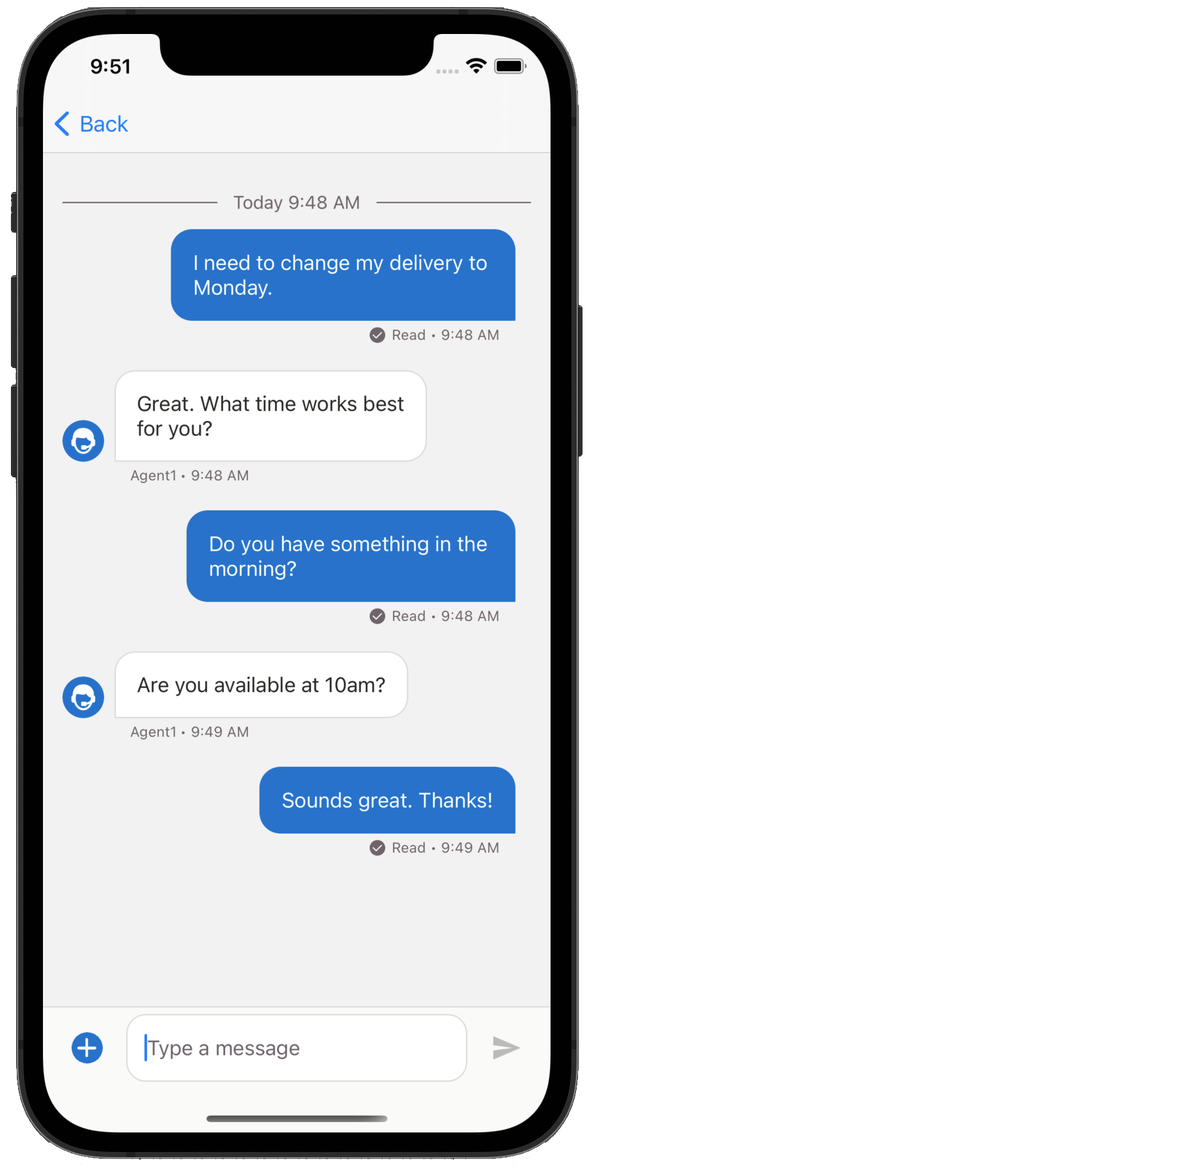 9:51
Back
Today 9:48 AM
I need to change my delivery to
Monday.
Read • 9:48 AM
Great. What time works best
for you?
Agent1 • 9:48 AM
Do you have something in the
morning?
Read • 9:48 AM
Are you available at 10am?
Agent1 • 9:49 AM
Sounds great. Thanks!
Read • 9:49 AM
Type a message